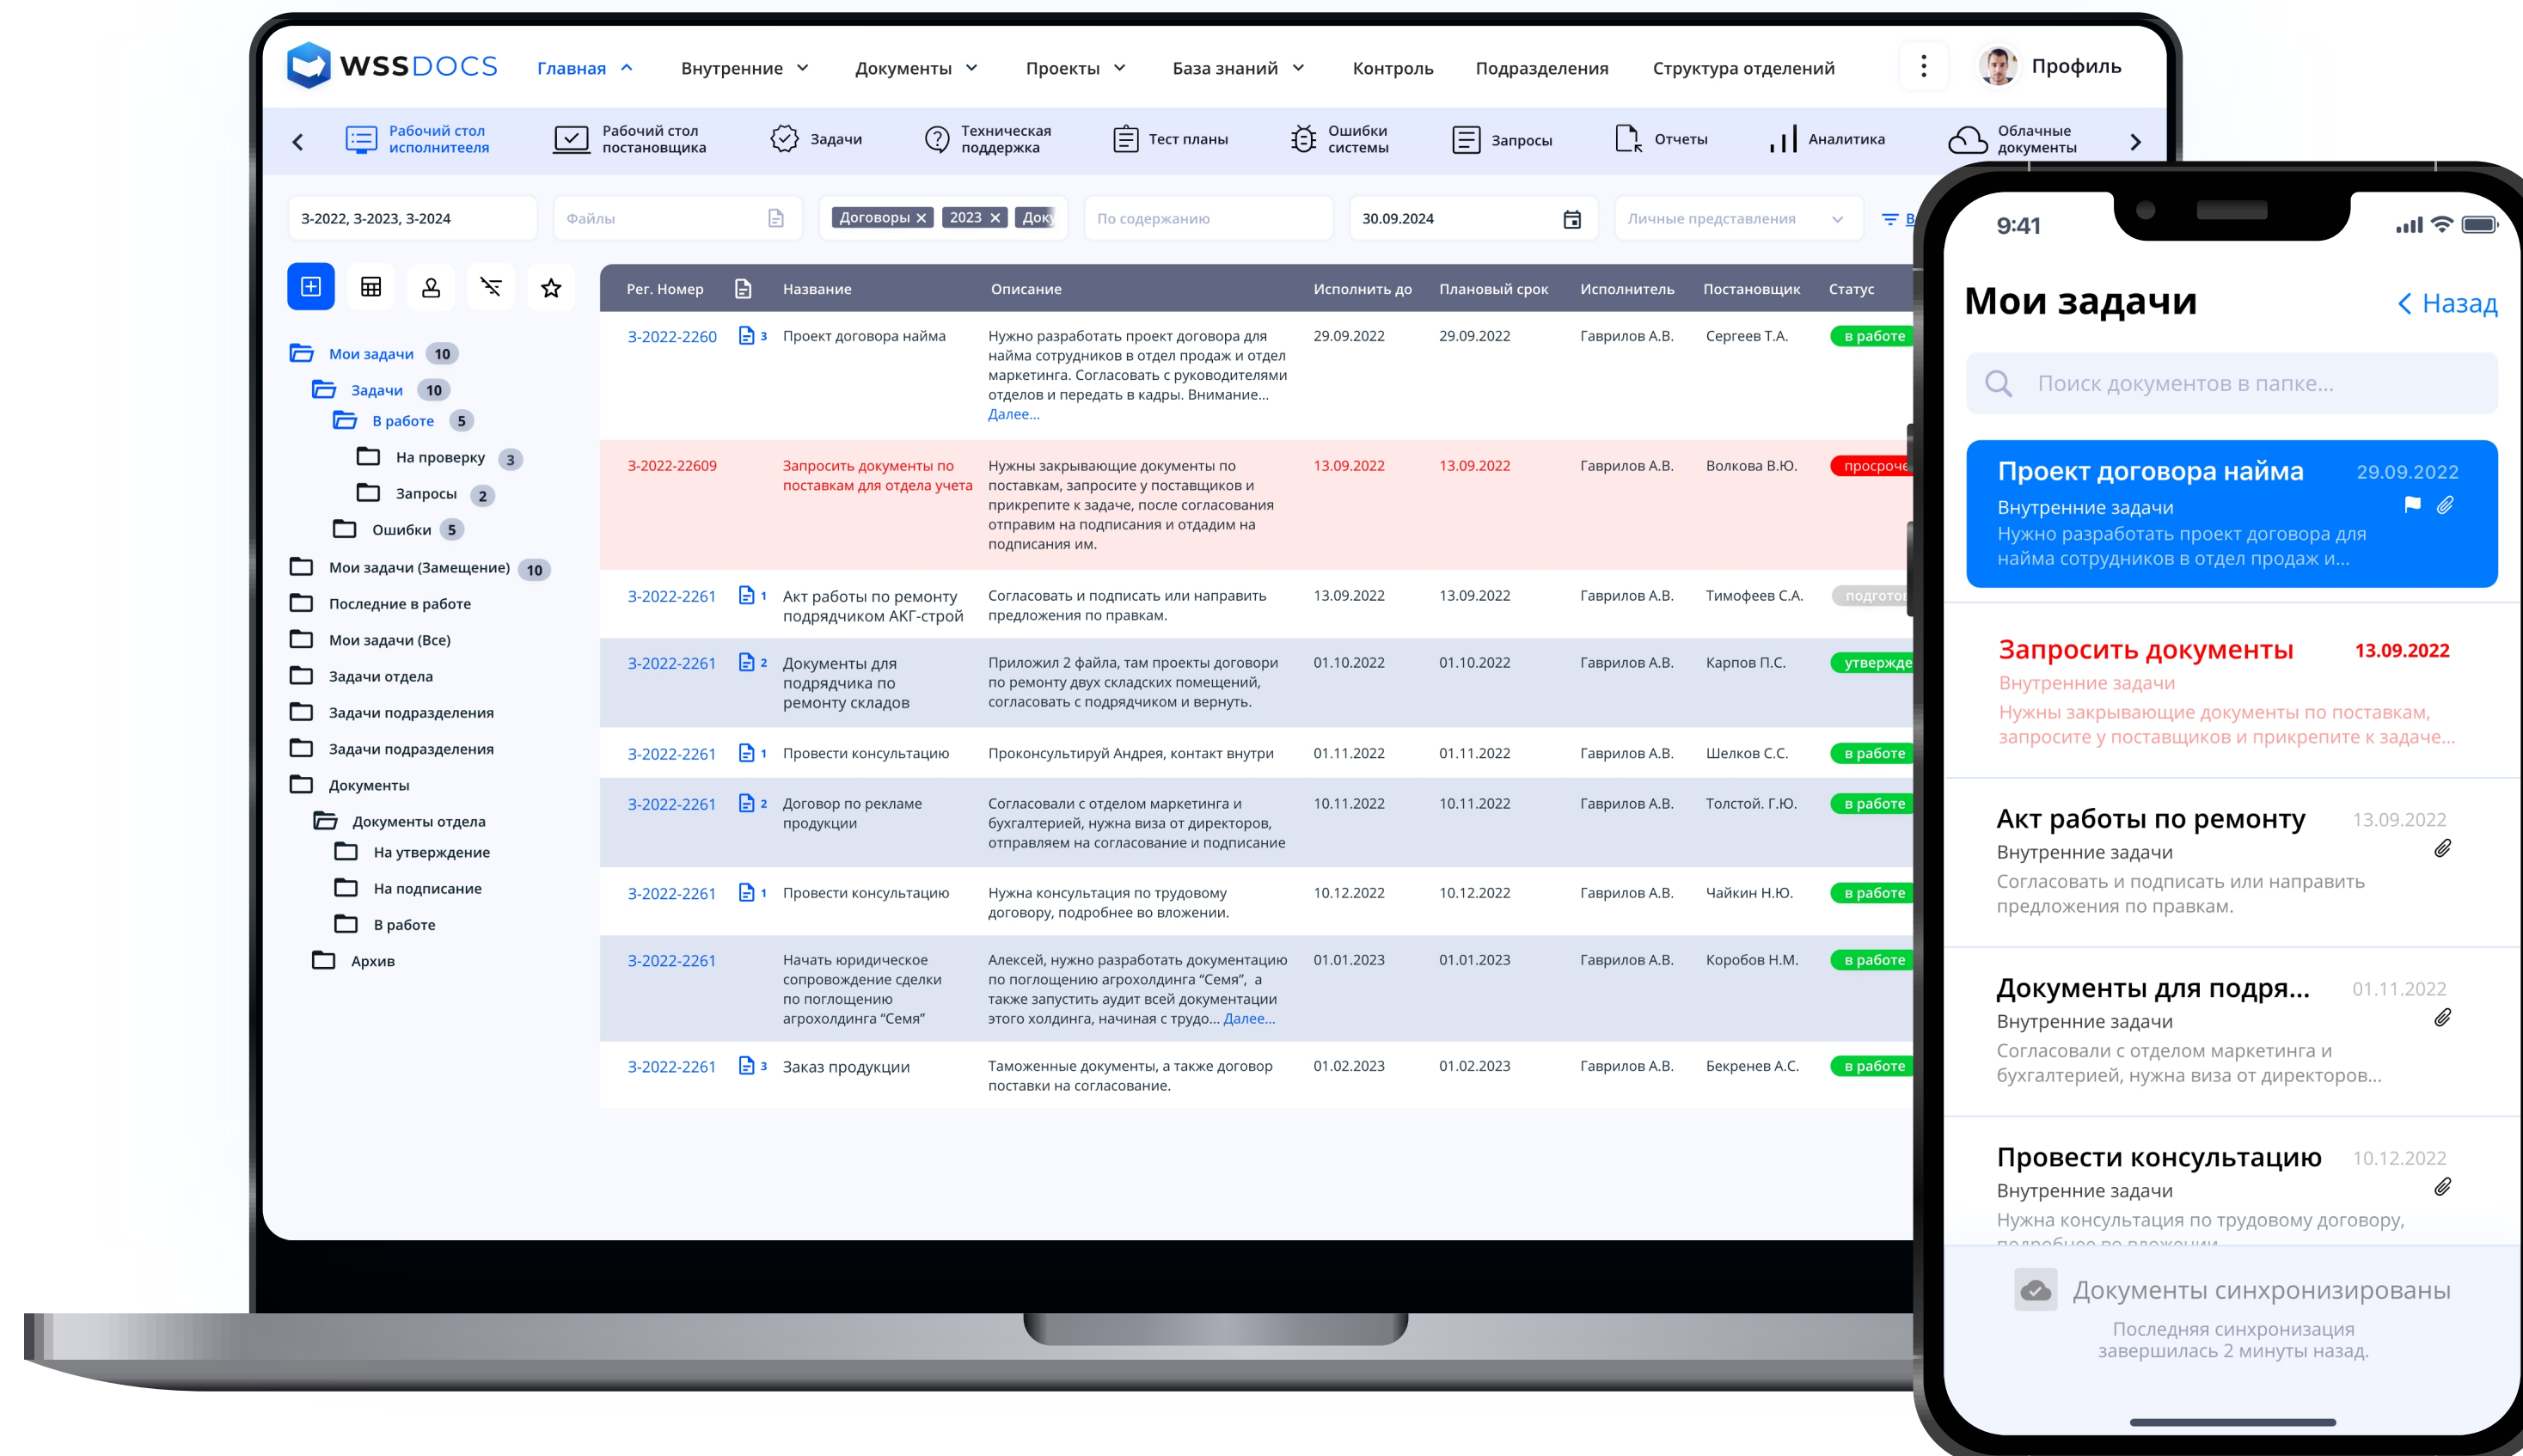 WSSDOCS
Главная
Внутренние
Документы
Проекты
База знаний
Контроль
Подразделения
Структура отделений
Профиль
Рабочий стол
исполнитееля
Рабочий стол
постановщика
Задачи
Техническая
поддержка
Тест планы
Ошибки
системы
Запросы
Отчеты
Аналитика
Облачные
документы
З-2022, З-2023, З-2024
Файлы
Договоры
2023
Доку
По содержанию
30.09.2024
Личные представления
В
Мои задачи 10
Задачи 10
В работе 5
На проверку 3
Запросы 2
Ошибки 5
Мои задачи (Замещение) 10
Последние в работе
Мои задачи (Все)
Задачи отдела
Задачи подразделения
Задачи подразделения
Документы
Документы отдела
На утверждение
На подписание
В работе
Архив
Рег. Номер Название Описание Исполнить до Плановый срок Исполнитель Постановщик Статус
З-2022-2260 3 Проект договора найма Нужно разработать проект договора для 29.09.2022 29.09.2022 Гаврилов А.В. Сергеев Т.А. в работе
найма сотрудников в отдел продаж и отдел
маркетинга. Согласовать с руководителями
отделов и передать в кадры. Внимание...
Далее...
З-2022-22609 Запросить документы по Нужны закрывающие документы по 13.09.2022 13.09.2022 Гаврилов А.В. Волкова В.Ю. просроче
поставкам для отдела учета поставкам, запросите у поставщиков и
прикрепите к задаче, после согласования
отправим на подписания и отдадим на
подписания им.
З-2022-2261 1 Акт работы по ремонту Согласовать и подписать или направить 13.09.2022 13.09.2022 Гаврилов А.В. Тимофеев С.А. подгото
подрядчиком АКГ-строй предложения по правкам.
З-2022-2261 2 Документы для Приложил 2 файла, там проекты договори 01.10.2022 01.10.2022 Гаврилов А.В. Карпов П.С. утвержде
подрядчика по по ремонту двух складских помещений,
ремонту складов согласовать с подрядчиком и вернуть.
З-2022-2261 1 Провести консультацию Проконсультируй Андрея, контакт внутри 01.11.2022 01.11.2022 Гаврилов А.В. Шелков С.С. в работе
З-2022-2261 2 Договор по рекламе Согласовали с отделом маркетинга и 10.11.2022 10.11.2022 Гаврилов А.В. Толстой. Г.Ю. в работе
продукции бухгалтерией, нужна виза от директоров,
отправляем на согласование и подписание
З-2022-2261 1 Провести консультацию Нужна консультация по трудовому 10.12.2022 10.12.2022 Гаврилов А.В. Чайкин Н.Ю. в работе
договору, подробнее во вложении.
З-2022-2261 Начать юридическое Алексей, нужно разработать документацию 01.01.2023 01.01.2023 Гаврилов А.В. Коробов Н.М. в работе
сопровождение сделки по поглощению агрохолдинга “Семя”, а
по поглощению также запустить аудит всей документации
агрохолдинга “Семя” этого холдинга, начиная с трудо... Далее...
З-2022-2261 3 Заказ продукции Таможенные документы, а также договор 01.02.2023 01.02.2023 Гаврилов А.В. Бекренев А.С. в работе
поставки на согласование.
9:41
Мои задачи
Назад
Поиск документов в папке...
Проект договора найма 29.09.2022
Внутренние задачи
Нужно разработать проект договора для
найма сотрудников в отдел продаж и...
Запросить документы 13.09.2022
Внутренние задачи
Нужны закрывающие документы по поставкам,
запросите у поставщиков и прикрепите к задаче...
Акт работы по ремонту 13.09.2022
Внутренние задачи
Согласовать и подписать или направить
предложения по правкам.
Документы для подря... 01.11.2022
Внутренние задачи
Согласовали с отделом маркетинга и
бухгалтерией, нужна виза от директоров...
Провести консультацию 10.12.2022
Внутренние задачи
Нужна консультация по трудовому договору,
подробнее во вложении
Документы синхронизированы
Последняя синхронизация
завершилась 2 минуты назад.